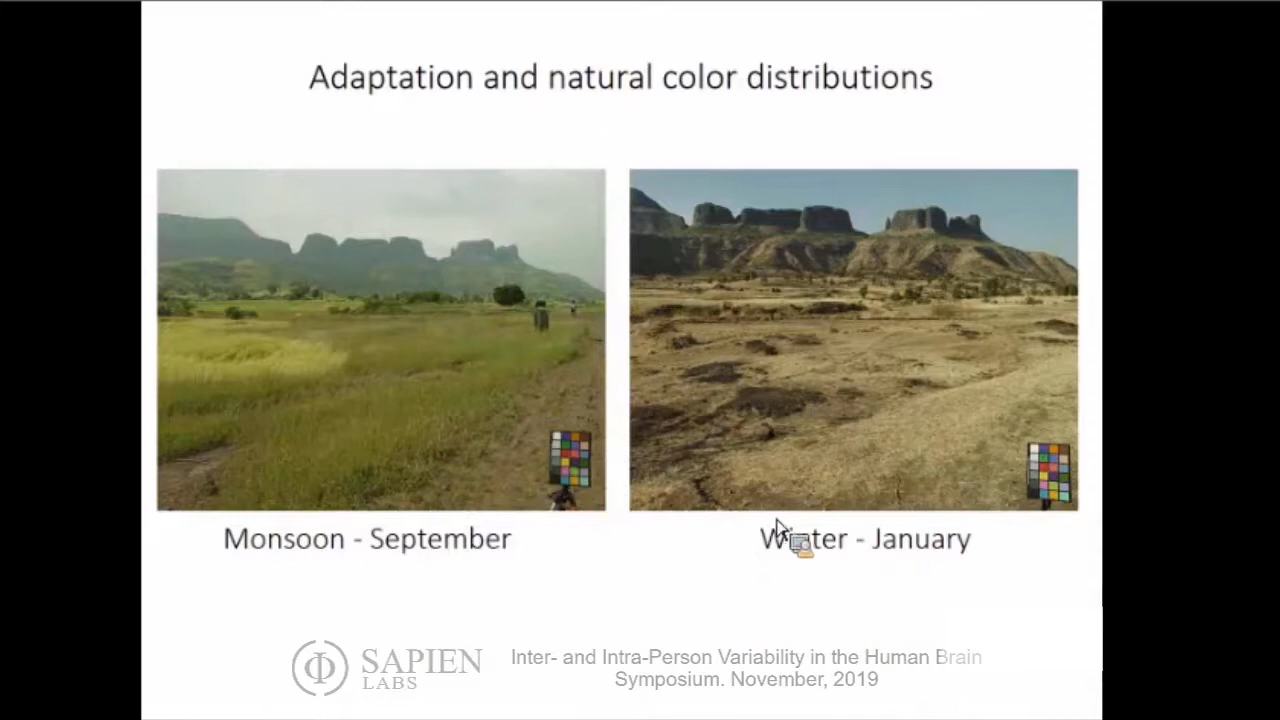 Adaptation and natural color distributions
Monsoon - September
Winter - January
SAPIEN
LABS
Inter- and Intra-Person Variability in the Human Brain
Symposium. November, 2019